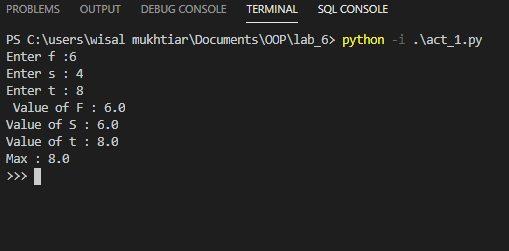 PROBLEMS OUTPUT DEBUG CONSOLE TERMINAL SQL CONSOLE
PS C:\users\wisal mukhtiar\Documents\OOP\lab_6> python -i .\act_1.py
Enter f :6
Enter s : 4
Enter t : 8
 Value of F : 6.0
Value of S : 6.0
Value of t : 8.0
Max : 8.0
>>>